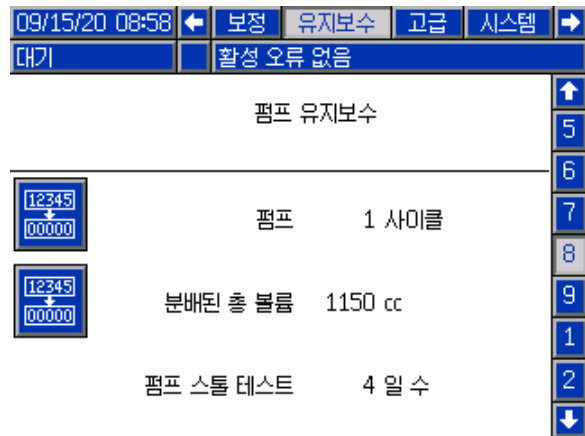 09/15/20 08:58 보정 유지보수 고급 시스템
대기 활성 오류 없음
펌프 유지보수
5
6
12345
00000
펌프 1 사이클
7
8
12345
00000
분배된 총 볼륨 1150 cc
9
1
펌프 스톨 테스트 4 일 수
2